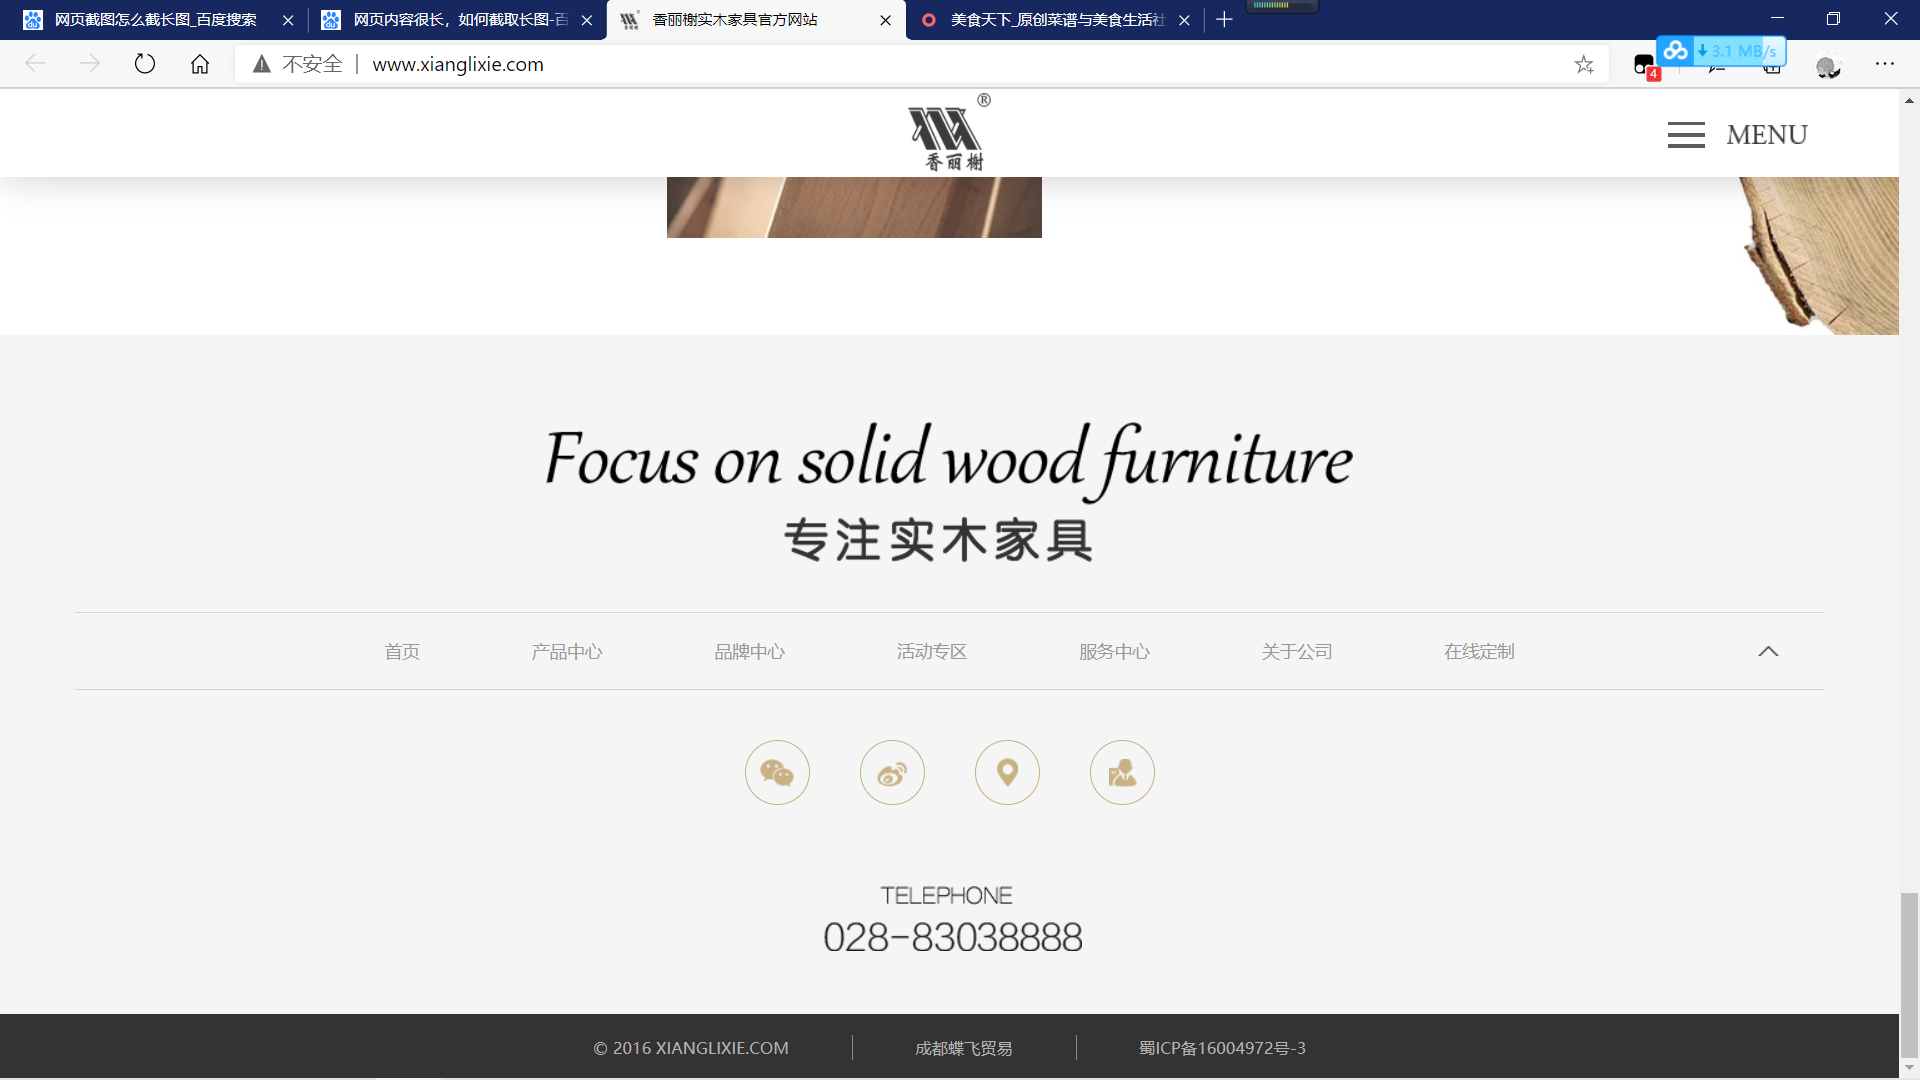 网页截图怎么截长图_百度搜索
网页内容很长，如何截取长图-百
香丽榭实木家具官方网站
美食天下_原创菜谱与美食生活社
不安全
www.xianglixie.com
4
3.1 MB/s
®
香丽榭
MENU
Focus on solid wood furniture
专注实木家具
首页
产品中心
品牌中心
活动专区
服务中心
关于公司
在线定制
TELEPHONE
028-83038888
© 2016 XIANGLIXIE.COM
成都蝶飞贸易
蜀ICP备16004972号-3